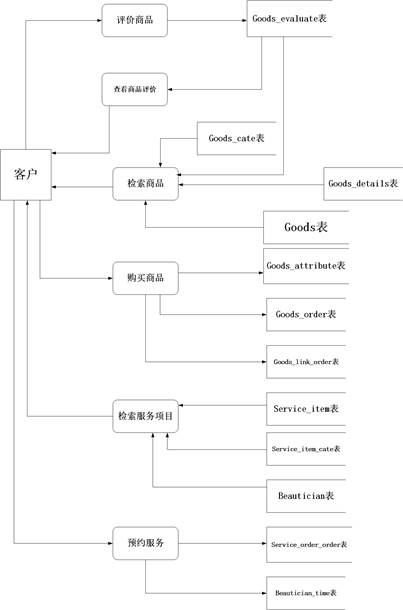 评价商品
Goods_evaluate表
查看商品评价
Goods_cate表
客户
检索商品
Goods_details表
Goods表
购买商品
Goods_attribute表
Goods_order表
Goods_link_order表
检索服务项目
Service_item表
Service_item_cate表
Beautician表
预约服务
Service_order_order表
Beautician_time表